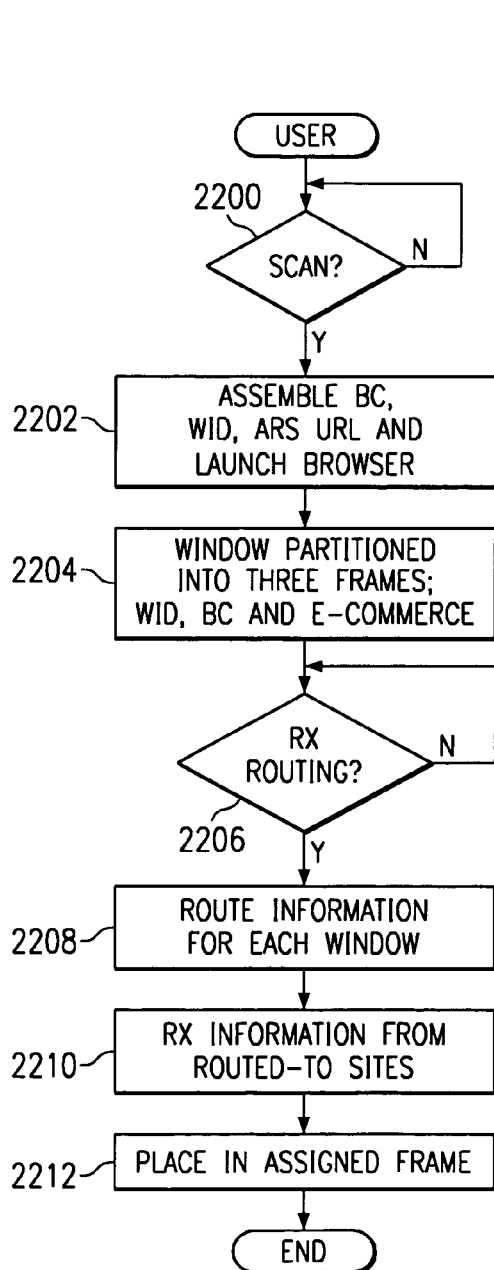 USER
2200
SCAN?
N
Y
2202
ASSEMBLE BC,
WID, ARS URL AND
LAUNCH BROWSER
2204
WINDOW PARTITIONED
INTO THREE FRAMES;
WID, BC AND E-COMMERCE
RX
ROUTING?
N
2206
Y
2208
ROUTE INFORMATION
FOR EACH WINDOW
2210
RX INFORMATION FROM
ROUTED-TO SITES
2212
PLACE IN ASSIGNED FRAME
END